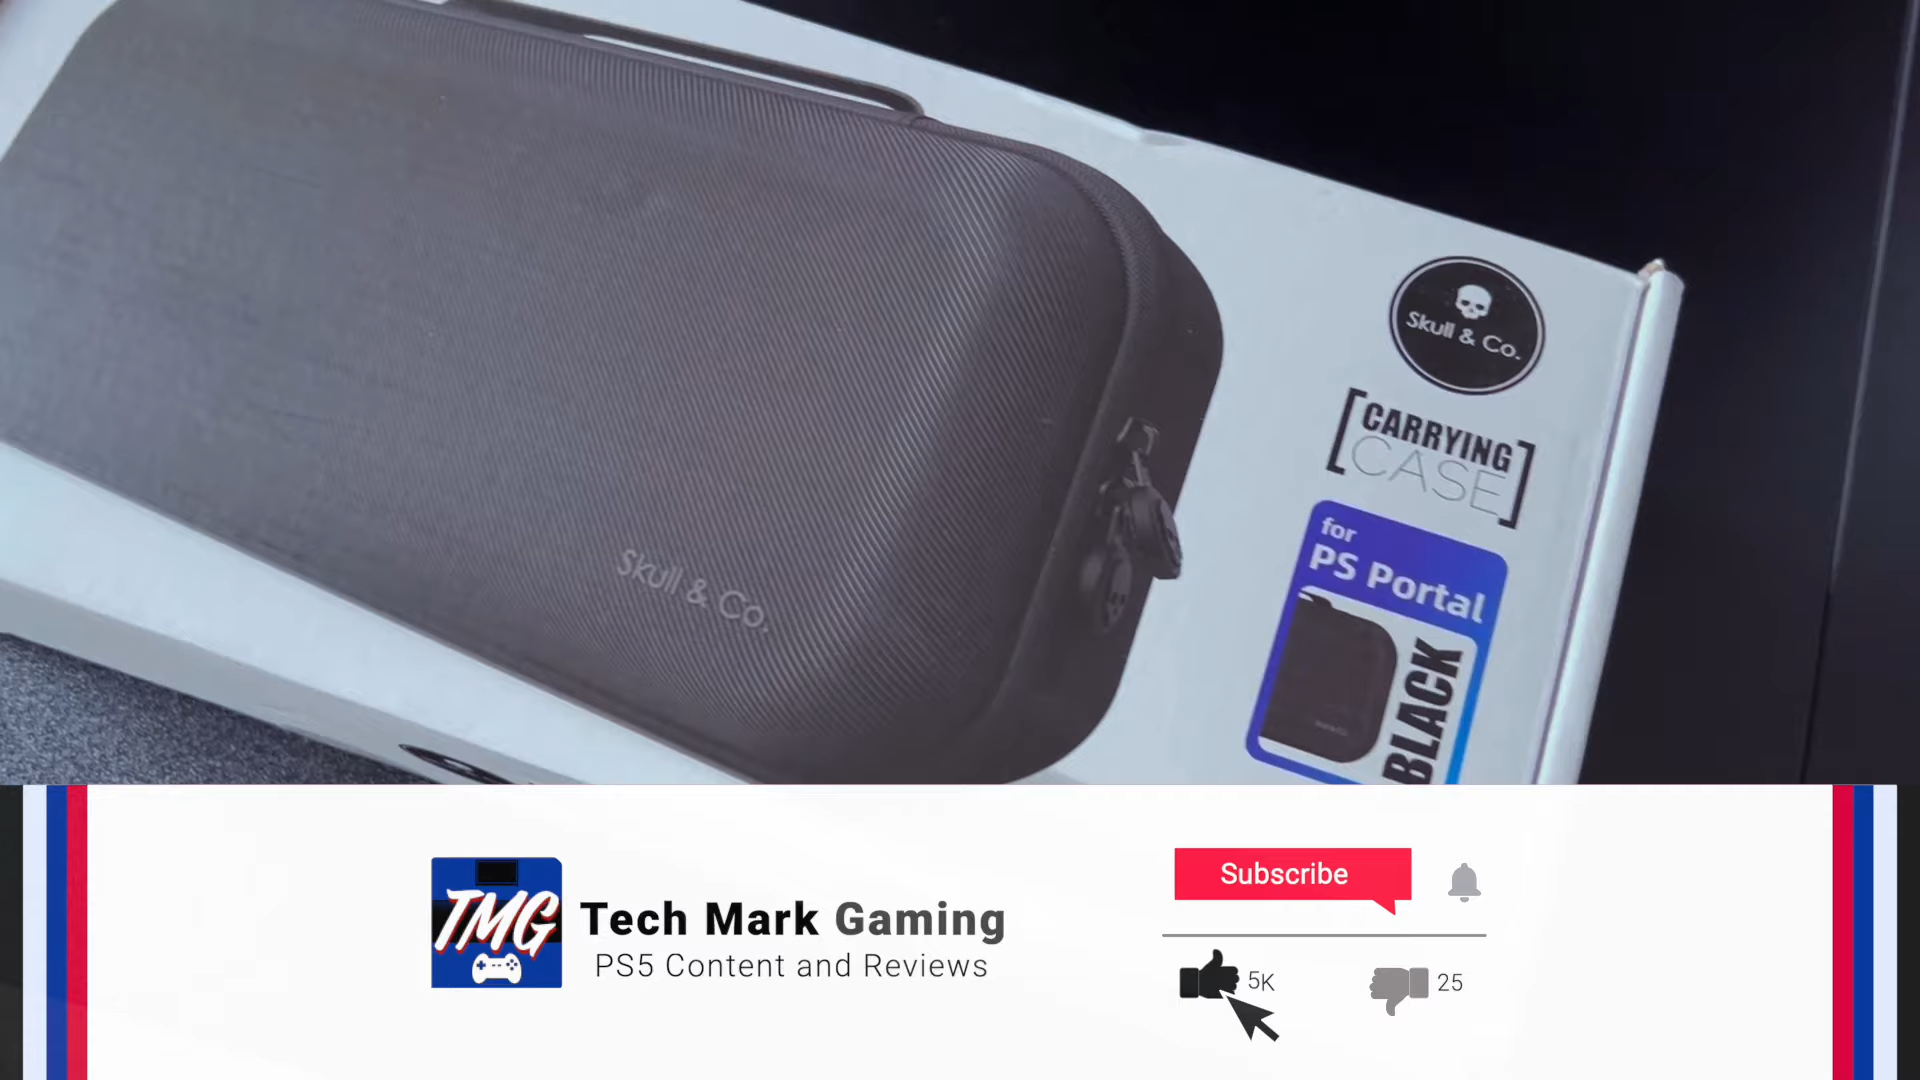 Skull & Co.
[CARRYING
CASE]
for
PS Portal
BLACK
Skull & Co.
TMG
Tech Mark Gaming
PS5 Content and Reviews
Subscribe
5K
25